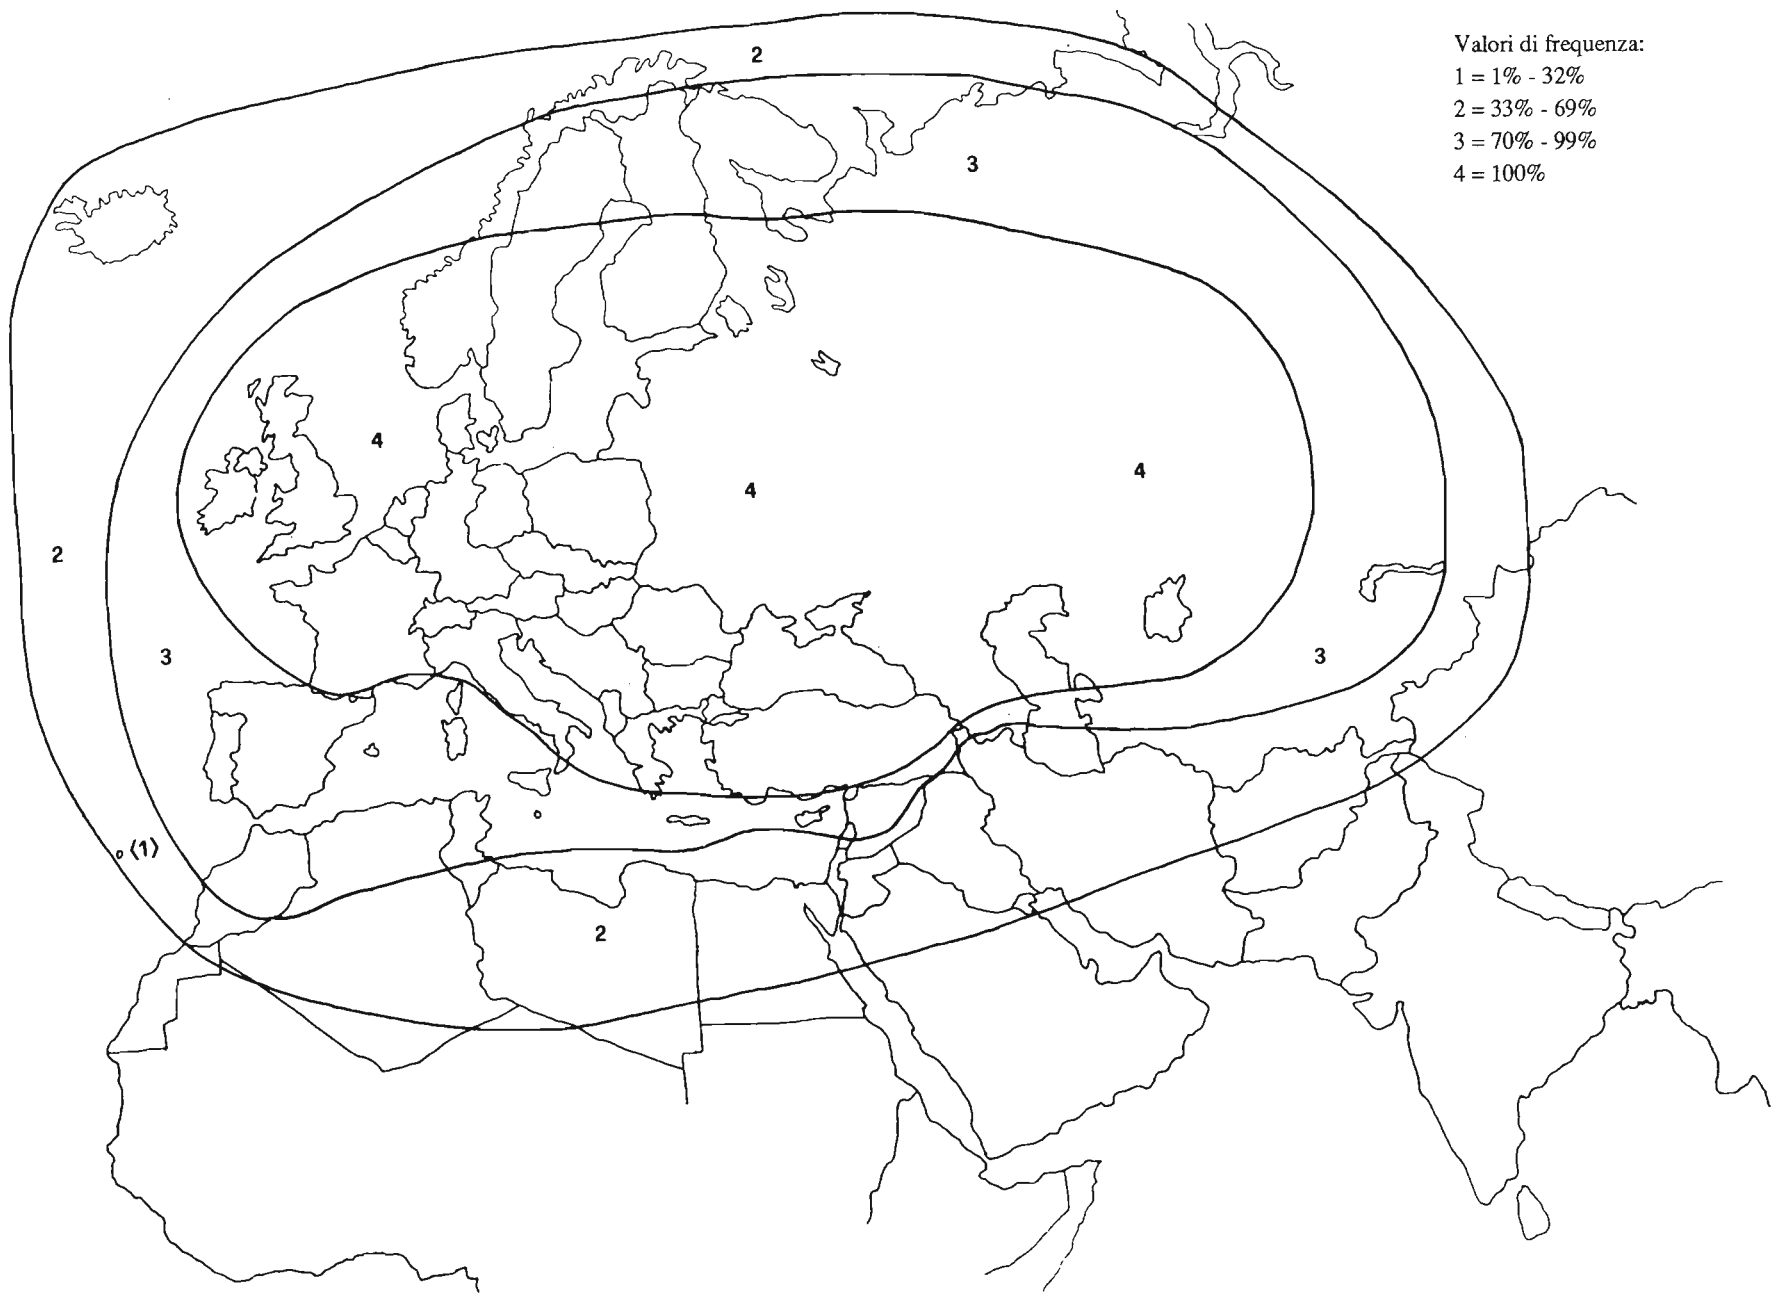 Valori di frequenza:
1 = 1% - 32%
2 = 33% - 69%
3 = 70% - 99%
4 = 100%
2
3
4
4
4
2
3
3
(1)
2